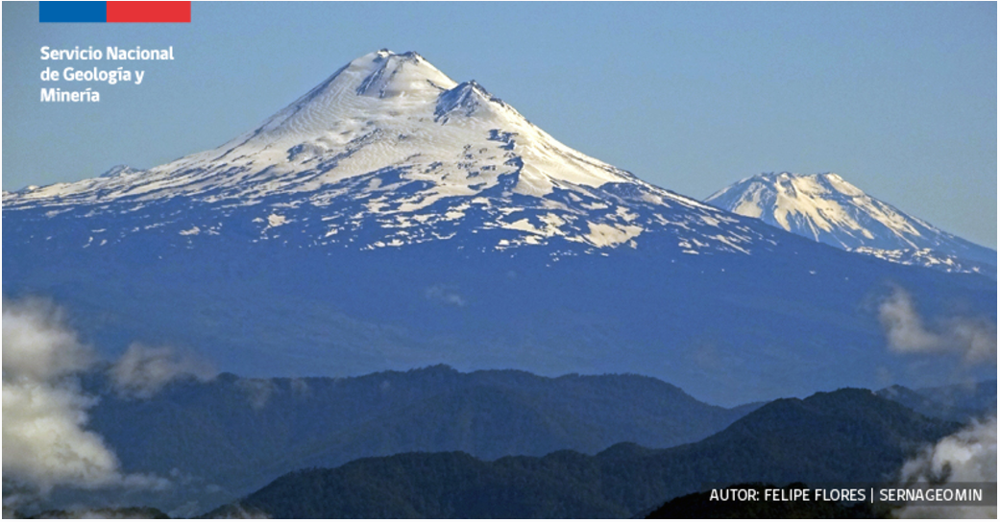 Servicio Nacional
de Geología y
Minería
AUTOR: FELIPE FLORES | SERNAGEOMIN